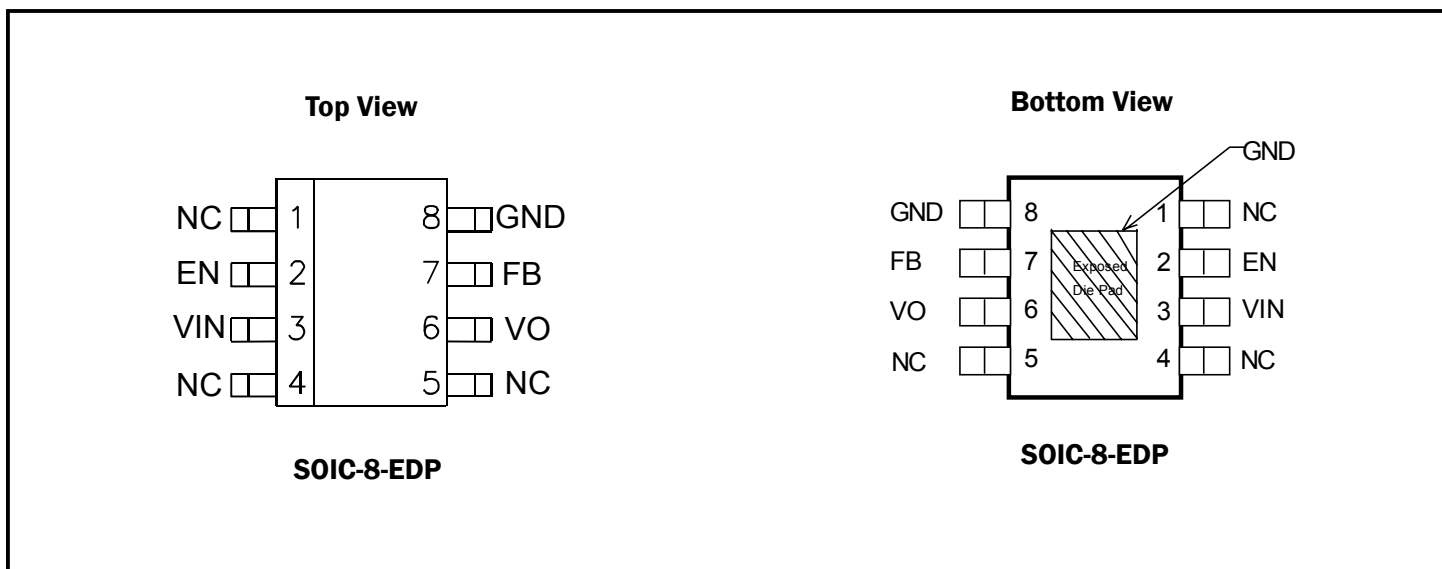 Top View
NC 1 8 GND
EN 2 7 FB
VIN 3 6 VO
NC 4 5 NC
SOIC-8-EDP
Bottom View
GND
GND 8 1 NC
FB 7 2 EN
VO 6 3 VIN
NC 5 4 NC
Exposed
Die Pad
SOIC-8-EDP